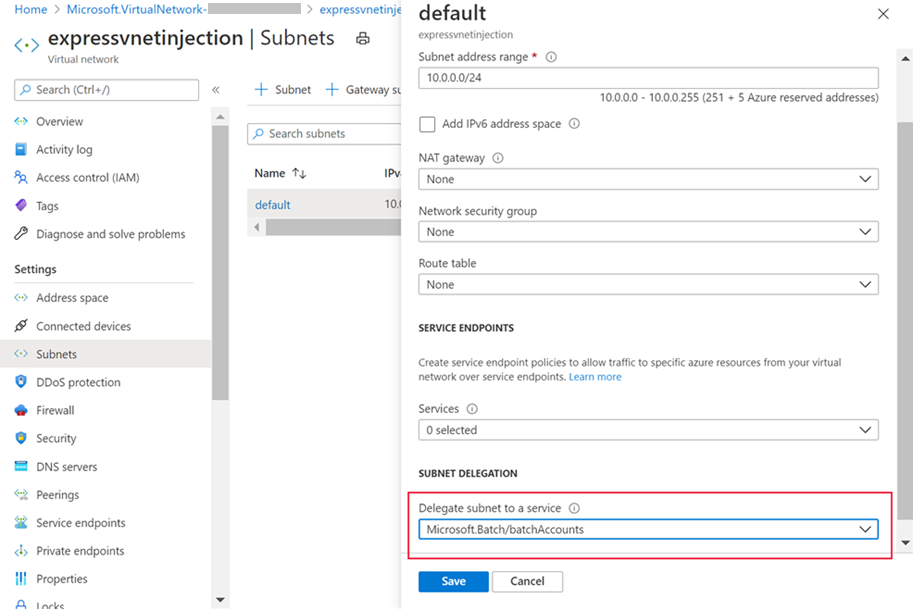 Home > Microsoft.VirtualNetwork- > expressvnetinje
expressvnetinjection | Subnets
Virtual network
Search (Ctrl+/)
«
Overview
Activity log
Access control (IAM)
Tags
Diagnose and solve problems
Settings
Address space
Connected devices
Subnets
DDoS protection
Firewall
Security
DNS servers
Peerings
Service endpoints
Private endpoints
Properties
Locks
+ Subnet + Gateway su
Search subnets
Name ↑↓ IPv
default 10.0
default
expressvnetinjection
Subnet address range *
10.0.0.0/24
10.0.0.0 - 10.0.0.255 (251 + 5 Azure reserved addresses)
Add IPv6 address space
NAT gateway
None
Network security group
None
Route table
None
SERVICE ENDPOINTS
Create service endpoint policies to allow traffic to specific azure resources from your virtual
network over service endpoints. Learn more
Services
0 selected
SUBNET DELEGATION
Delegate subnet to a service
Microsoft.Batch/batchAccounts
Save Cancel